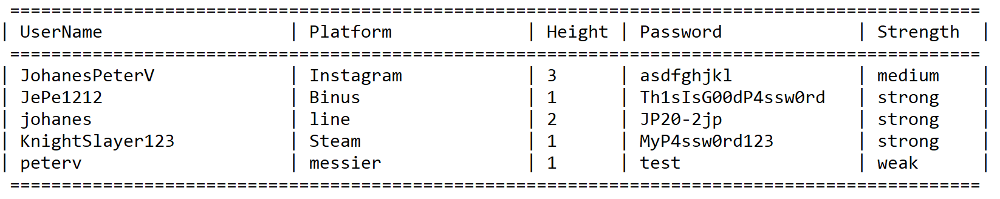 ==============================================================================================
| UserName | Platform | Height | Password | Strength |
==============================================================================================
| JohanesPeterV | Instagram | 3 | asdfghjkl | medium |
| JePe1212 | Binus | 1 | Th1sIsG00dP4ssw0rd | strong |
| johanes | line | 2 | JP20-2jp | strong |
| KnightSlayer123 | Steam | 1 | MyP4ssw0rd123 | strong |
| peterv | messier | 1 | test | weak |
==============================================================================================